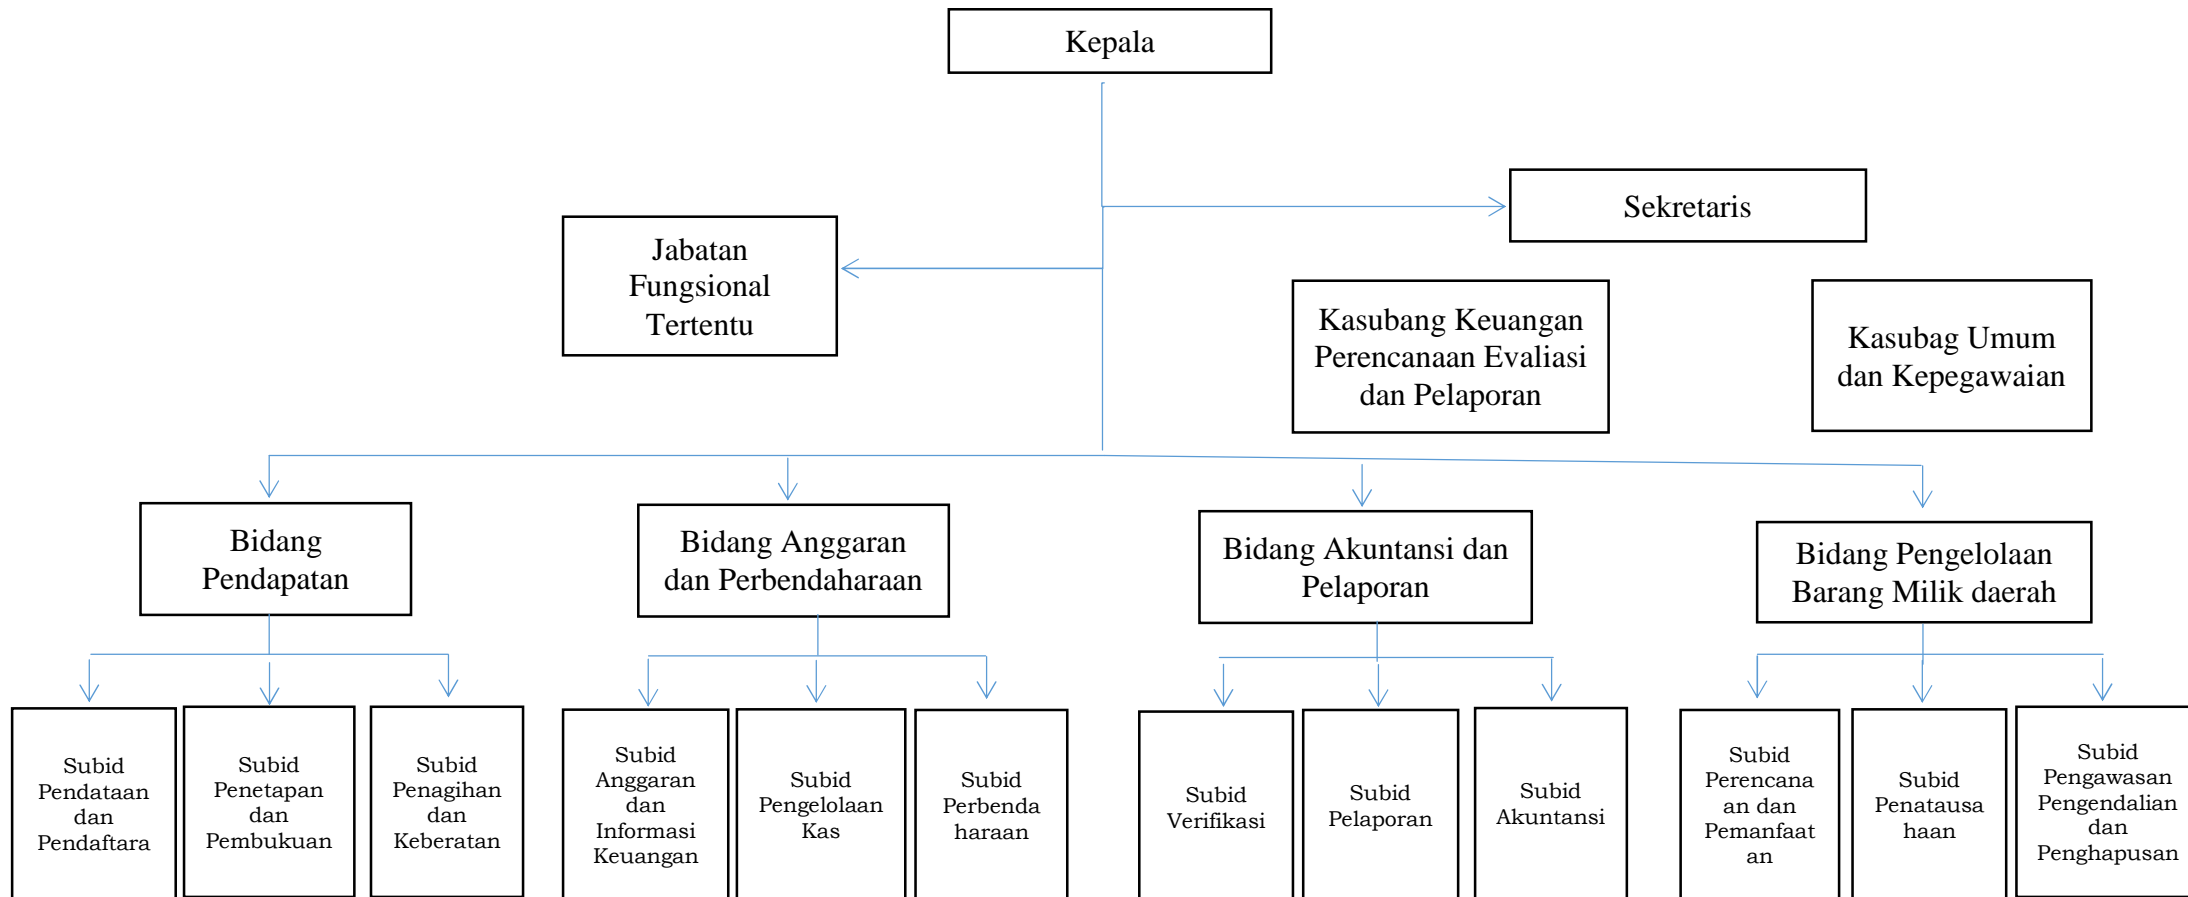 Kepala
Sekretaris
Jabatan
Fungsional
Tertentu
Kasubang Keuangan
Perencanaan Evaliasi
dan Pelaporan
Kasubag Umum
dan Kepegawaian
Bidang
Pendapatan
Bidang Anggaran
dan Perbendaharaan
Bidang Akuntansi dan
Pelaporan
Bidang Pengelolaan
Barang Milik daerah
Subid
Pendataan
dan
Pendaftara
Subid
Penetapan
dan
Pembukuan
Subid
Penagihan
dan
Keberatan
Subid
Anggaran
dan
Informasi
Keuangan
Subid
Pengelolaan
Kas
Subid
Perbenda
haraan
Subid
Verifikasi
Subid
Pelaporan
Subid
Akuntansi
Subid
Perencana
an dan
Pemanfaat
an
Subid
Penatausa
haan
Subid
Pengawasan
Pengendalian
dan
Penghapusan